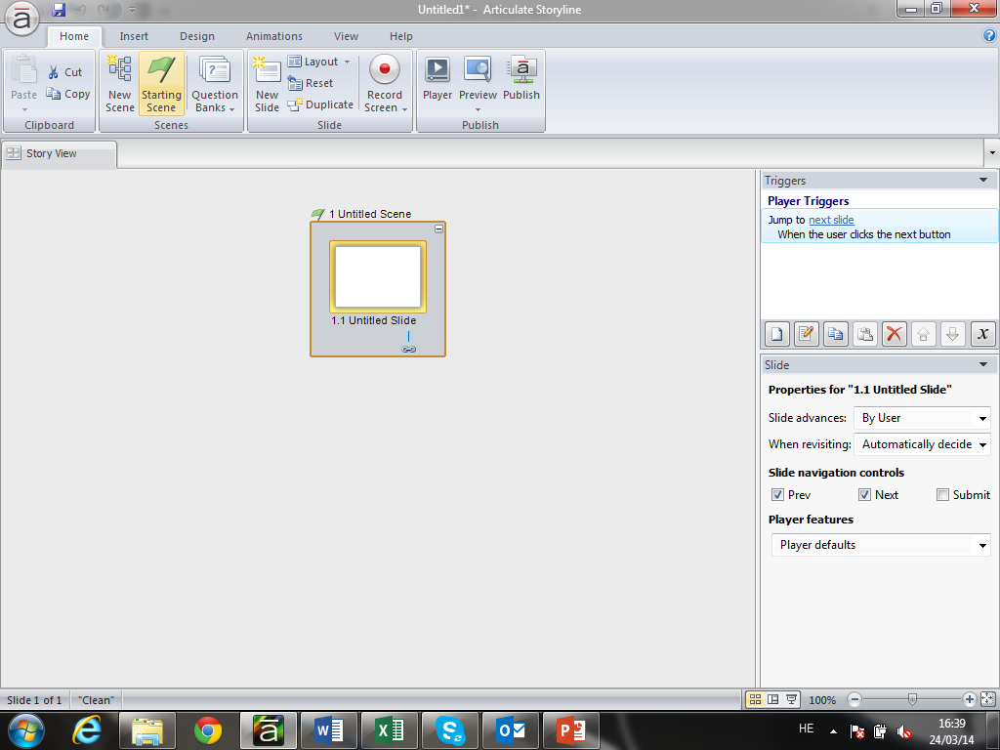 Untitled1* - Articulate Storyline
Home Insert Design Animations View Help
Paste Cut Copy
Clipboard
New Scene Starting Scene Question Banks
Scenes
New Slide Layout Reset Duplicate Record Screen
Slide
Player Preview Publish
Publish
Story View
1 Untitled Scene
1.1 Untitled Slide
Triggers
Player Triggers
Jump to next slide
When the user clicks the next button
x
Slide
Properties for "1.1 Untitled Slide"
Slide advances: By User
When revisiting: Automatically decide
Slide navigation controls
Prev Next Submit
Player features
Player defaults
Slide 1 of 1 "Clean" 100%
HE 16:39
24/03/14